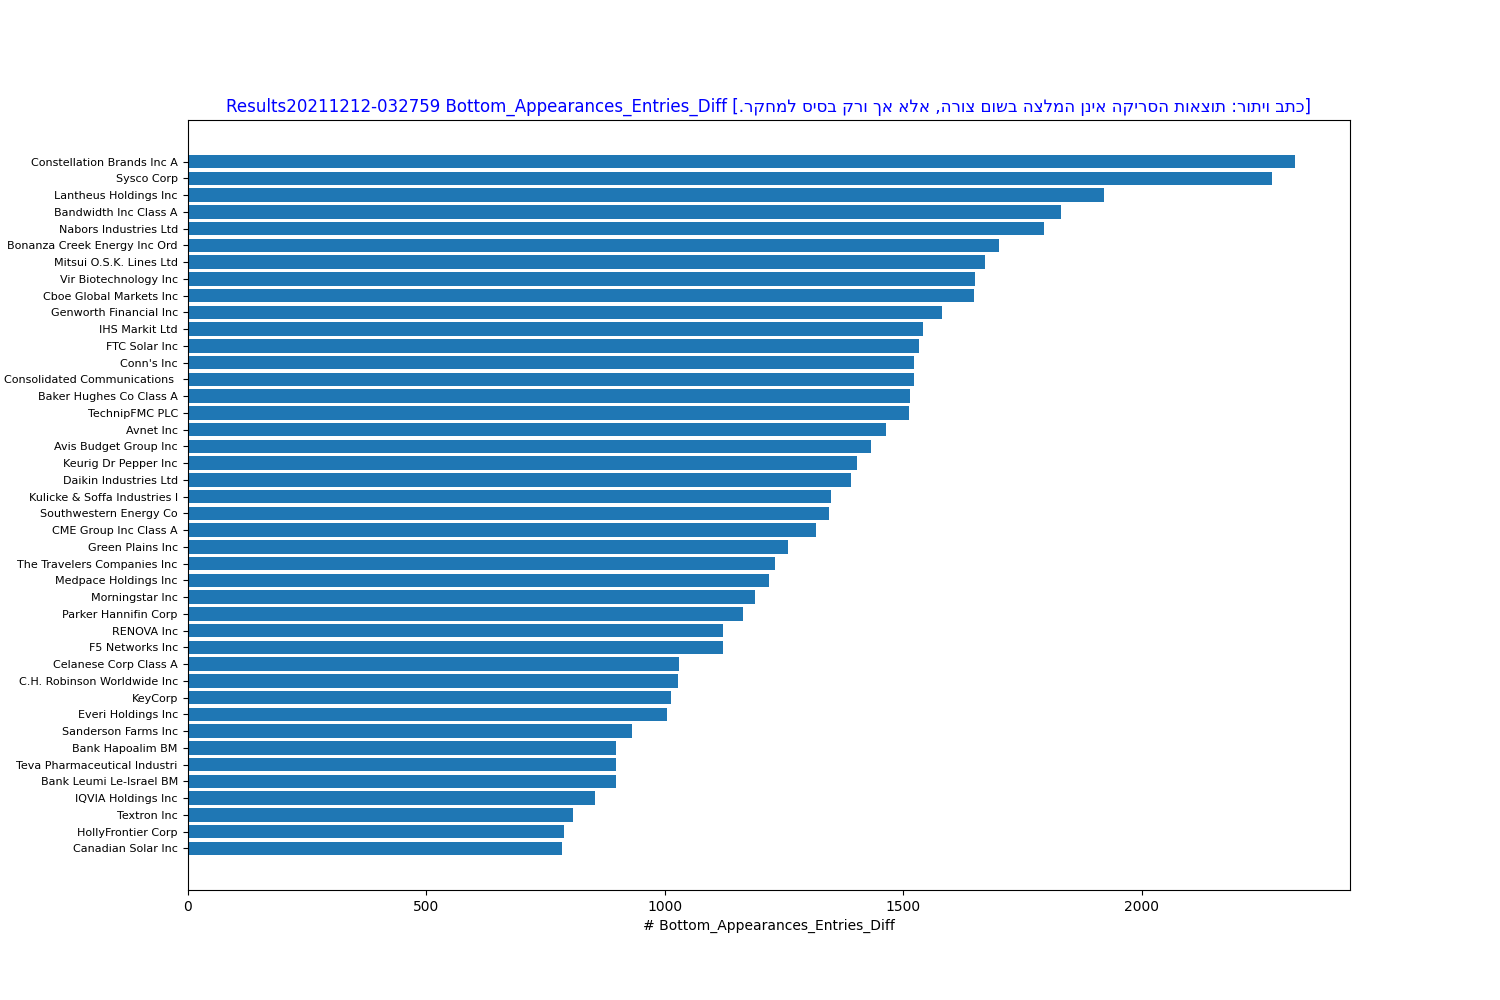 Results20211212-032759 Bottom_Appearances_Entries_Diff [כתב ויתור: תוצאות הסריקה אינן המלצה בשום צורה, אלא אך ורק בסיס למחקר.]
Constellation Brands Inc A
Sysco Corp
Lantheus Holdings Inc
Bandwidth Inc Class A
Nabors Industries Ltd
Bonanza Creek Energy Inc Ord
Mitsui O.S.K. Lines Ltd
Vir Biotechnology Inc
Cboe Global Markets Inc
Genworth Financial Inc
IHS Markit Ltd
FTC Solar Inc
Conn's Inc
Consolidated Communications
Baker Hughes Co Class A
TechnipFMC PLC
Avnet Inc
Avis Budget Group Inc
Keurig Dr Pepper Inc
Daikin Industries Ltd
Kulicke & Soffa Industries I
Southwestern Energy Co
CME Group Inc Class A
Green Plains Inc
The Travelers Companies Inc
Medpace Holdings Inc
Morningstar Inc
Parker Hannifin Corp
RENOVA Inc
F5 Networks Inc
Celanese Corp Class A
C.H. Robinson Worldwide Inc
KeyCorp
Everi Holdings Inc
Sanderson Farms Inc
Bank Hapoalim BM
Teva Pharmaceutical Industri
Bank Leumi Le-Israel BM
IQVIA Holdings Inc
Textron Inc
HollyFrontier Corp
Canadian Solar Inc
0 500 1000 1500 2000
# Bottom_Appearances_Entries_Diff